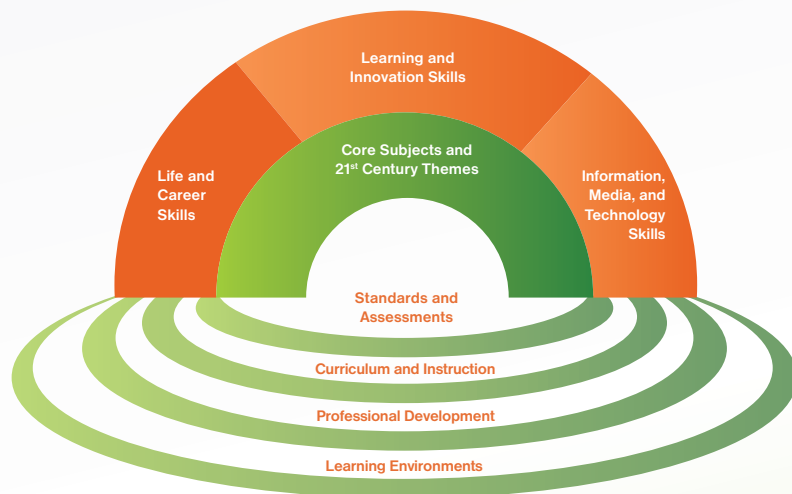 Learning and
Innovation Skills
Core Subjects and
21st Century Themes
Life and
Career
Skills
Information,
Media, and
Technology
Skills
Standards and
Assessments
Curriculum and Instruction
Professional Development
Learning Environments